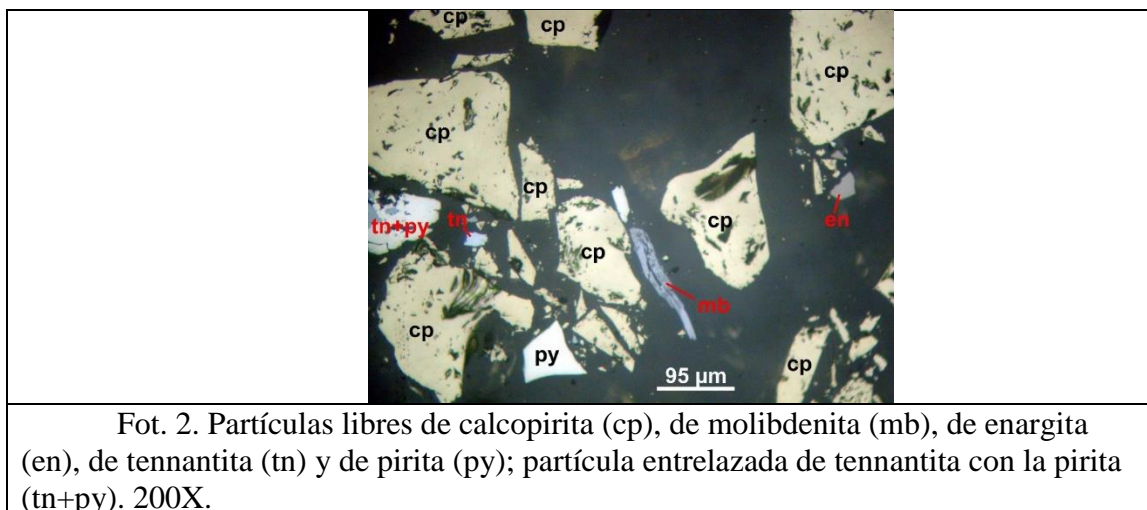 cp
cp
cp
cp
cp
tn+py
tn
cp
cp
en
mb
cp
py
cp
95 µm
Fot. 2. Partículas libres de calcopirita (cp), de molibdenita (mb), de enargita
(en), de tennantita (tn) y de pirita (py); partícula entrelazada de tennantita con la pirita
(tn+py). 200X.